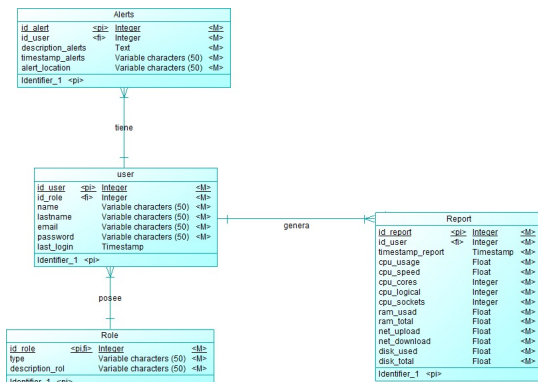 Alerts
id_alert <pi> Integer <M>
id_user <fi> Integer <M>
description_alerts Text <M>
timestamp_alerts Variable characters (50) <M>
alert_location Variable characters (50) <M>
Identifier_1 <pi>
tiene
user
id_user <pi> Integer <M>
id_role <fi> Integer <M>
name Variable characters (50) <M>
lastname Variable characters (50) <M>
email Variable characters (50) <M>
password Variable characters (50) <M>
last_login Timestamp
Identifier_1 <pi>
genera
Report
id_report <pi> Integer <M>
id_user <fi> Integer <M>
timestamp_report Timestamp <M>
cpu_usage Float <M>
cpu_speed Float <M>
cpu_cores Integer <M>
cpu_logical Integer <M>
cpu_sockets Integer <M>
ram_usad Float <M>
ram_total Float <M>
net_upload Float <M>
net_download Float <M>
disk_used Float <M>
disk_total Float <M>
Identifier_1 <pi>
posee
Role
id_role <pi,fi> Integer <M>
type Variable characters (50) <M>
description_rol Variable characters (50) <M>
Identifier_1 <pi>